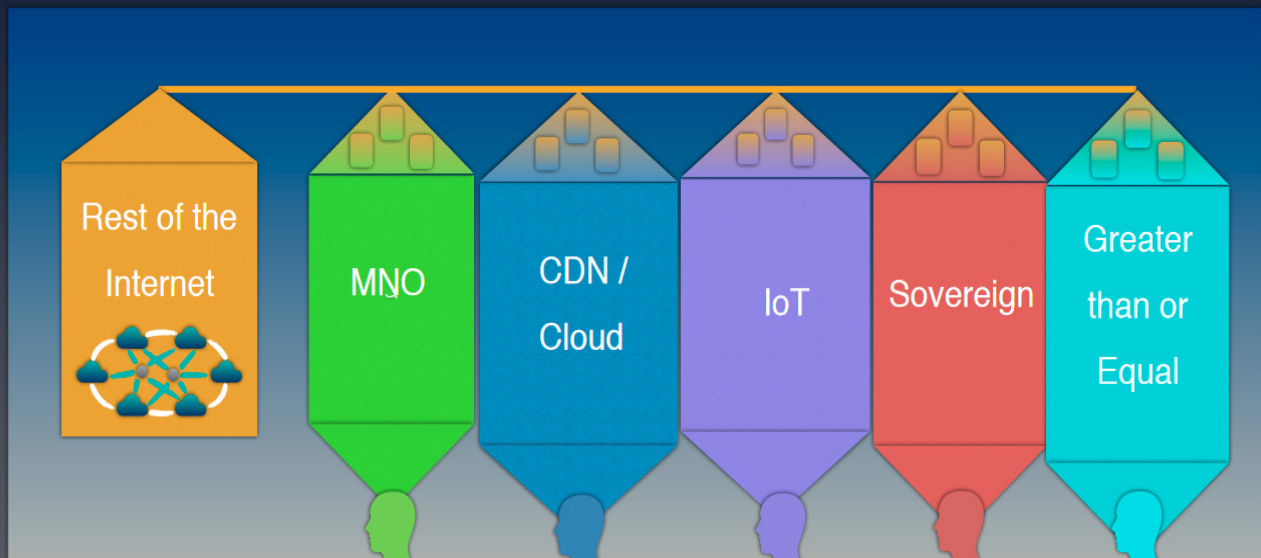 Rest of the
Internet
MNO
CDN /
Cloud
IoT
Sovereign
Greater
than or
Equal